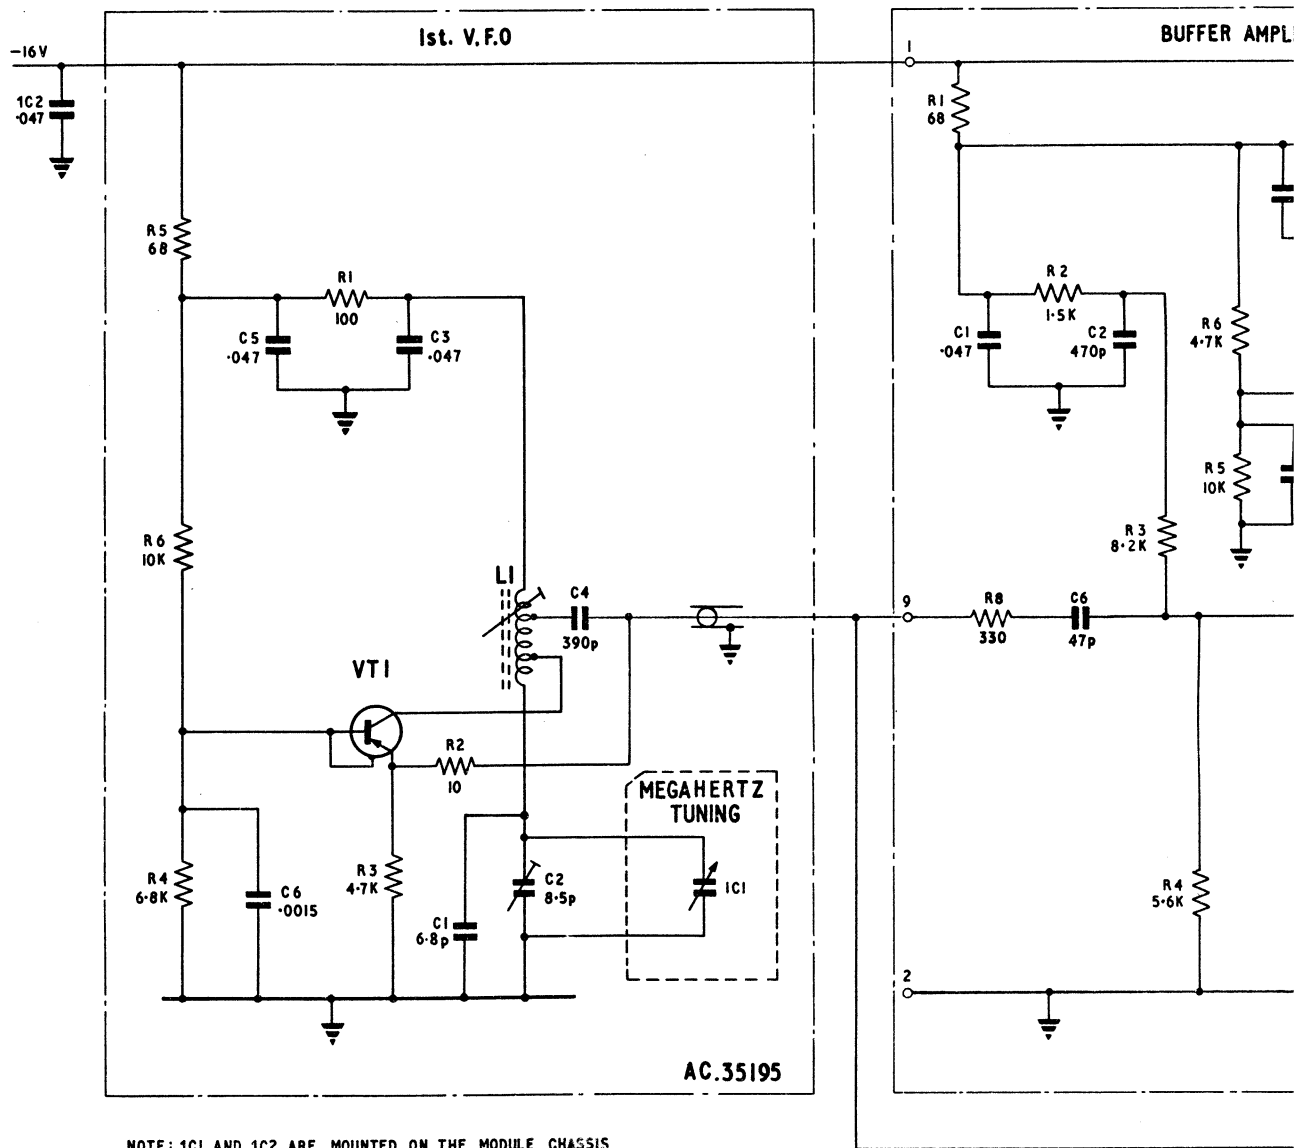 1st. V.F.O
BUFFER AMPL
-16V
1
1C2
.047
R1
68
R5
68
R1
100
C5
.047
C3
.047
R2
1.5K
C1
.047
C2
470p
R6
4.7K
R5
10K
R6
10K
R3
8.2K
L1
C4
390p
9
R8
330
C6
47p
VT1
R2
10
MEGAHERTZ
TUNING
R4
6.8K
C6
.0015
R3
4.7K
C1
6.8p
C2
8.5p
1C1
R4
5.6K
2
AC.35195
NOTE: 1C1 AND 1C2 ARE MOUNTED ON THE MODULE CHASSIS